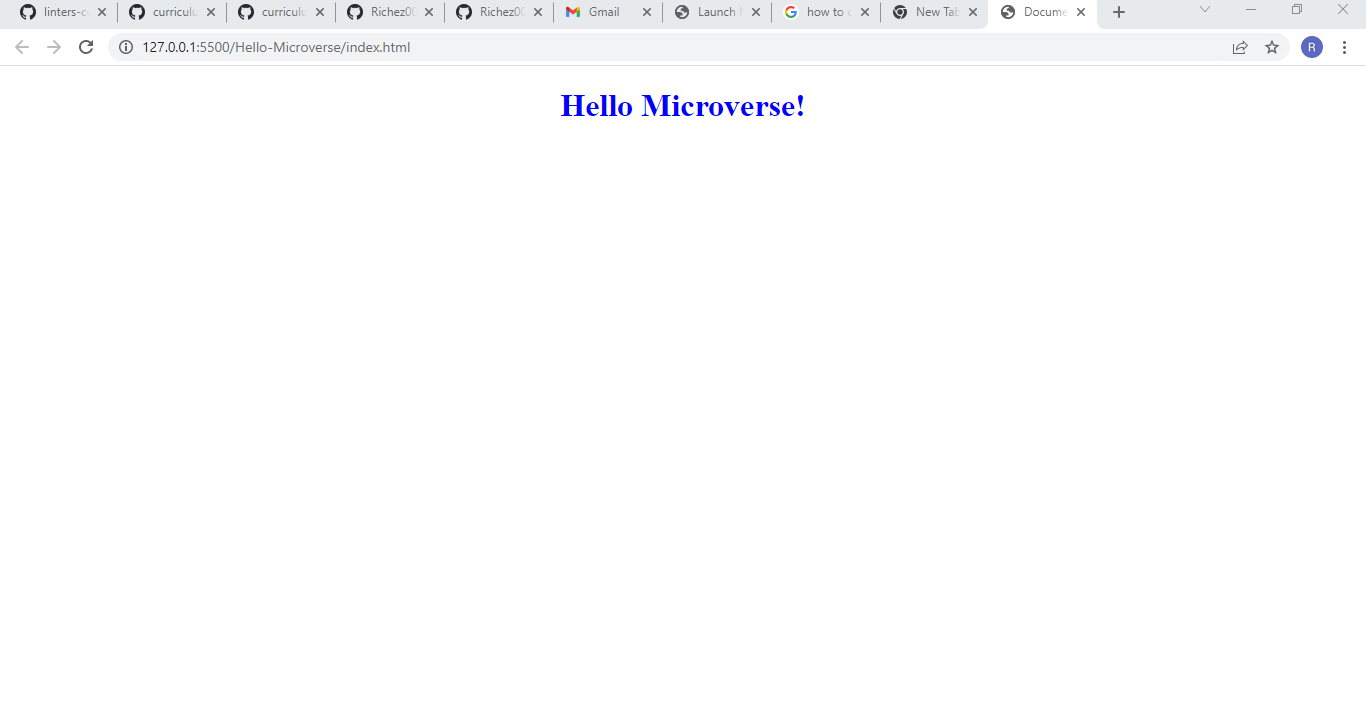 linters-c curriculu curriculu Richez00 Richez00 Gmail Launch how to New Tab Docume
127.0.0.1:5500/Hello-Microverse/index.html R
Hello Microverse!